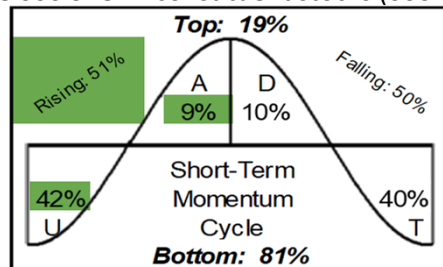 Top: 19%
Rising: 51%
Falling: 50%
A D
9% 10%
Short-Term
42% Momentum 40%
U Cycle T
Bottom: 81%